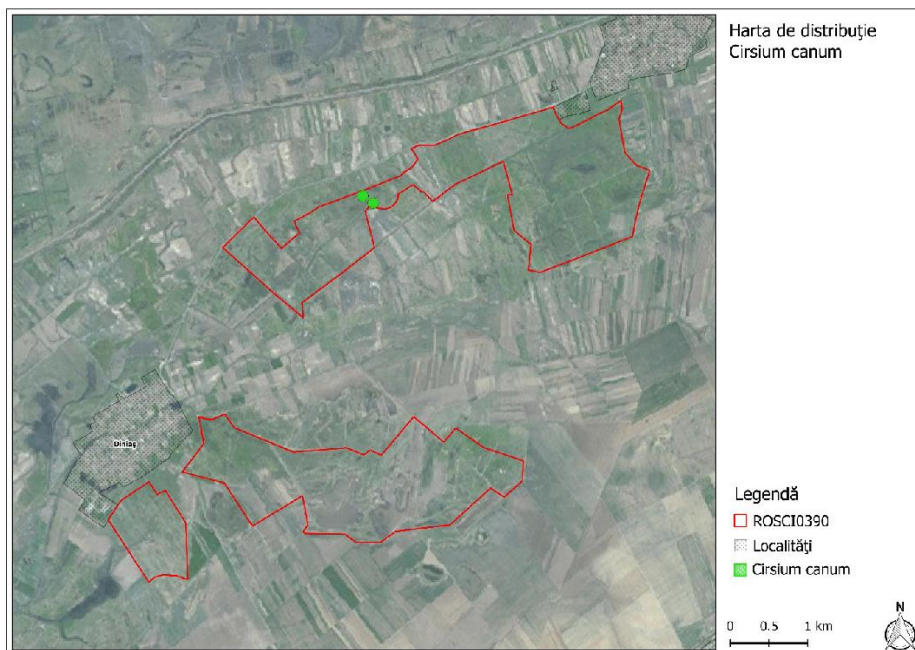 Harta de distribuţie
Cirsium canum
Diniaş
Legendă
ROSCI0390
Localităţi
Cirsium canum
N
0 0.5 1 km